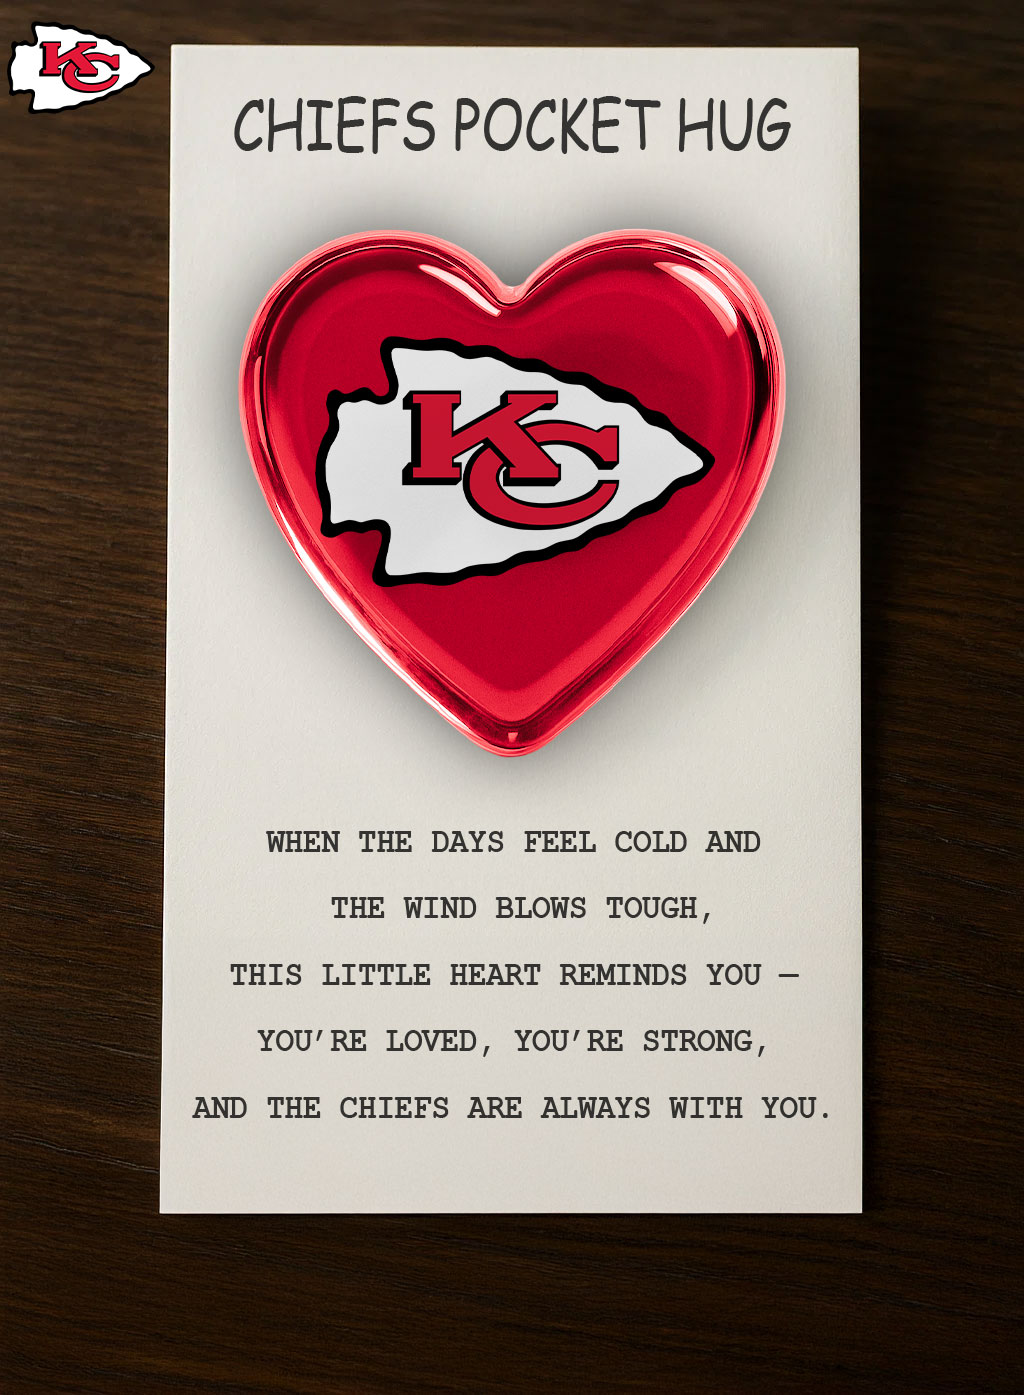 KC
CHIEFS POCKET HUG
KC
WHEN THE DAYS FEEL COLD AND
THE WIND BLOWS TOUGH,
THIS LITTLE HEART REMINDS YOU —
YOU’RE LOVED, YOU’RE STRONG,
AND THE CHIEFS ARE ALWAYS WITH YOU.